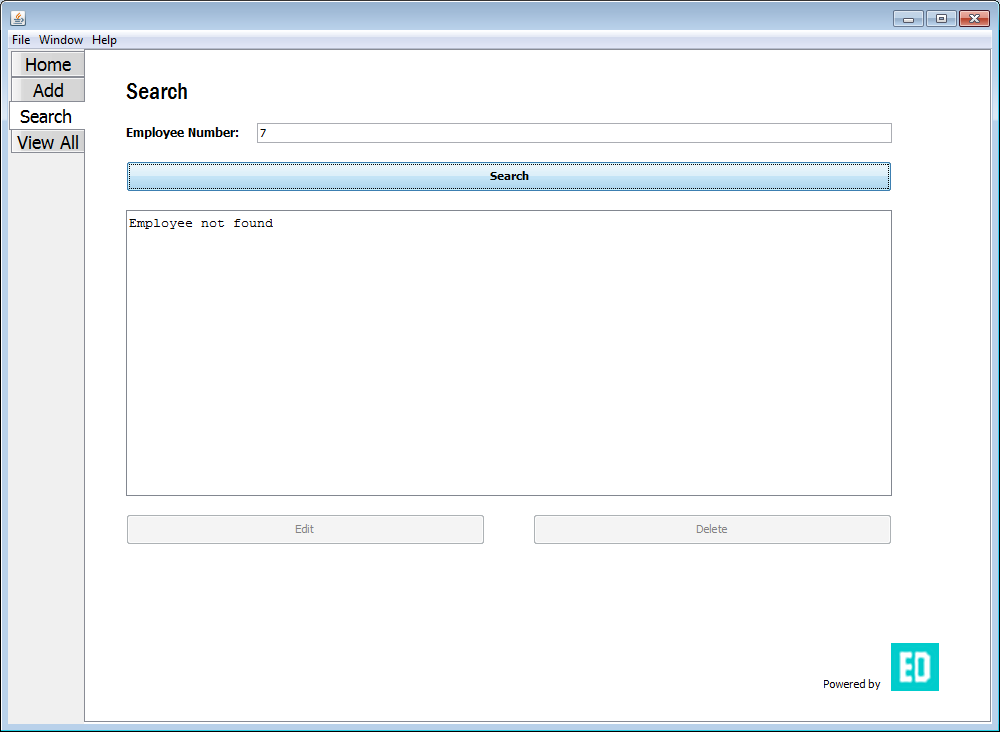 File Window Help
Home
Add
Search
View All
Search
Employee Number: 7
Search
Employee not found
Edit Delete
Powered by ED